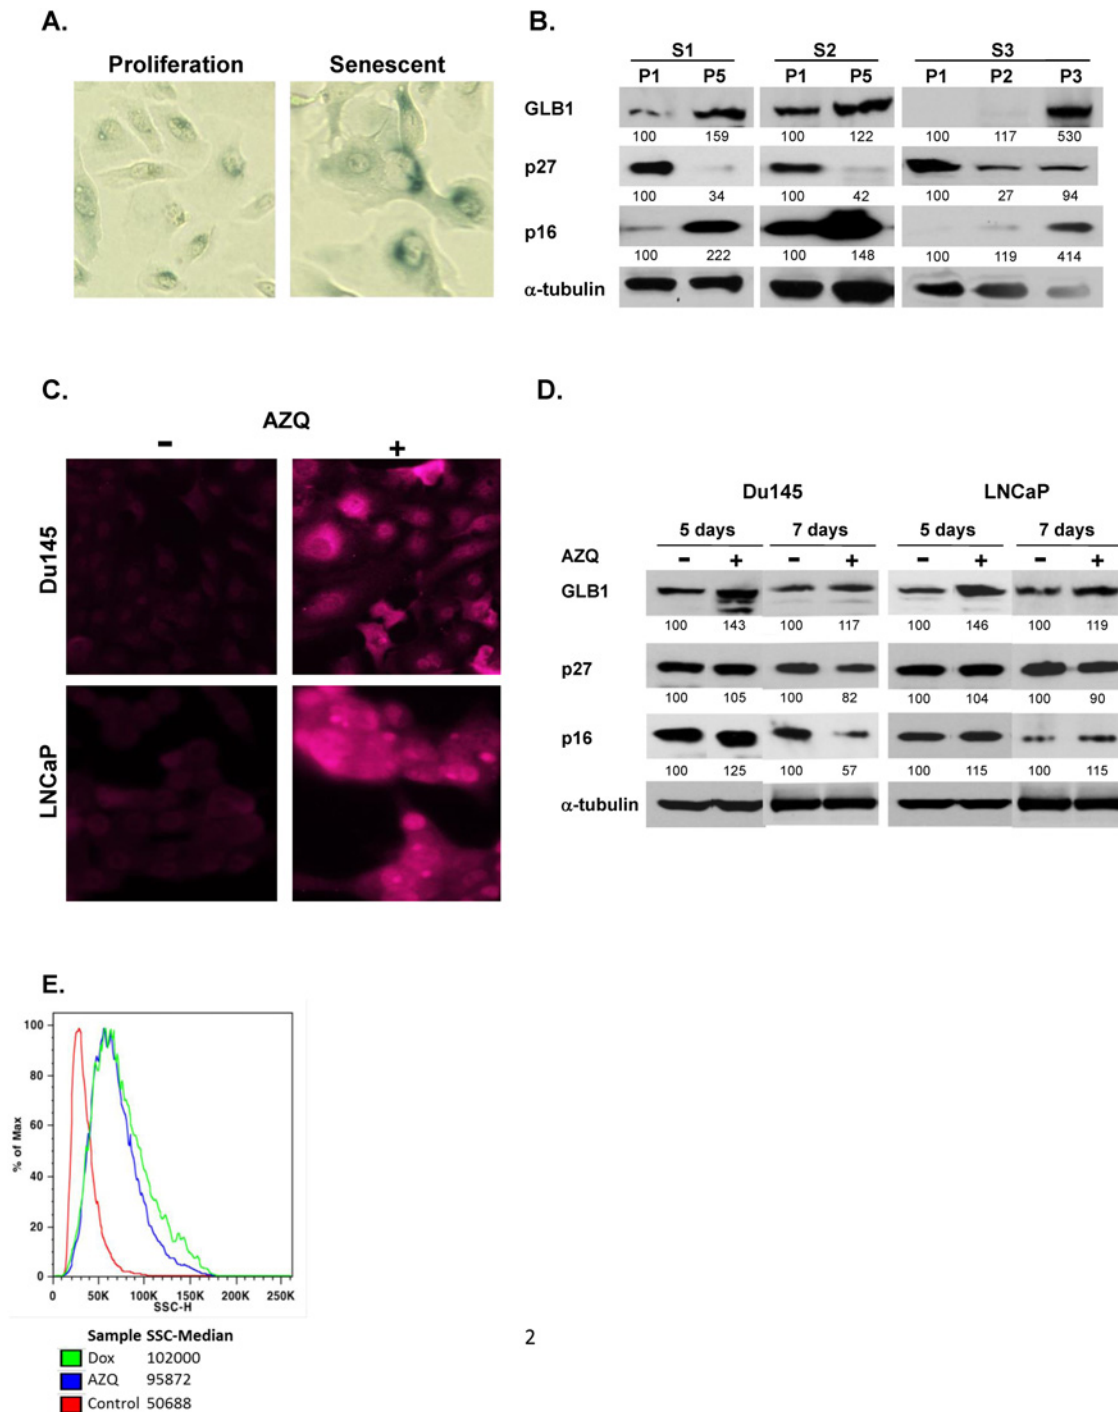 A.
Proliferation Senescent
B.
S1 S2 S3
P1 P5 P1 P5 P1 P2 P3
GLB1
100 159 100 122 100 117 530
p27
100 34 100 42 100 27 94
p16
100 222 100 148 100 119 414
α-tubulin
C.
AZQ
- +
Du145
LNCaP
D.
Du145 LNCaP
5 days 7 days 5 days 7 days
AZQ - + - + - + - +
GLB1
100 143 100 117 100 146 100 119
p27
100 105 100 82 100 104 100 90
p16
100 125 100 57 100 115 100 115
α-tubulin
E.
% of Max
100
80
60
40
20
0
0 50K 100K 150K 200K 250K
SSC-H
Sample SSC-Median
Dox 102000
AZQ 95872
Control 50688
2